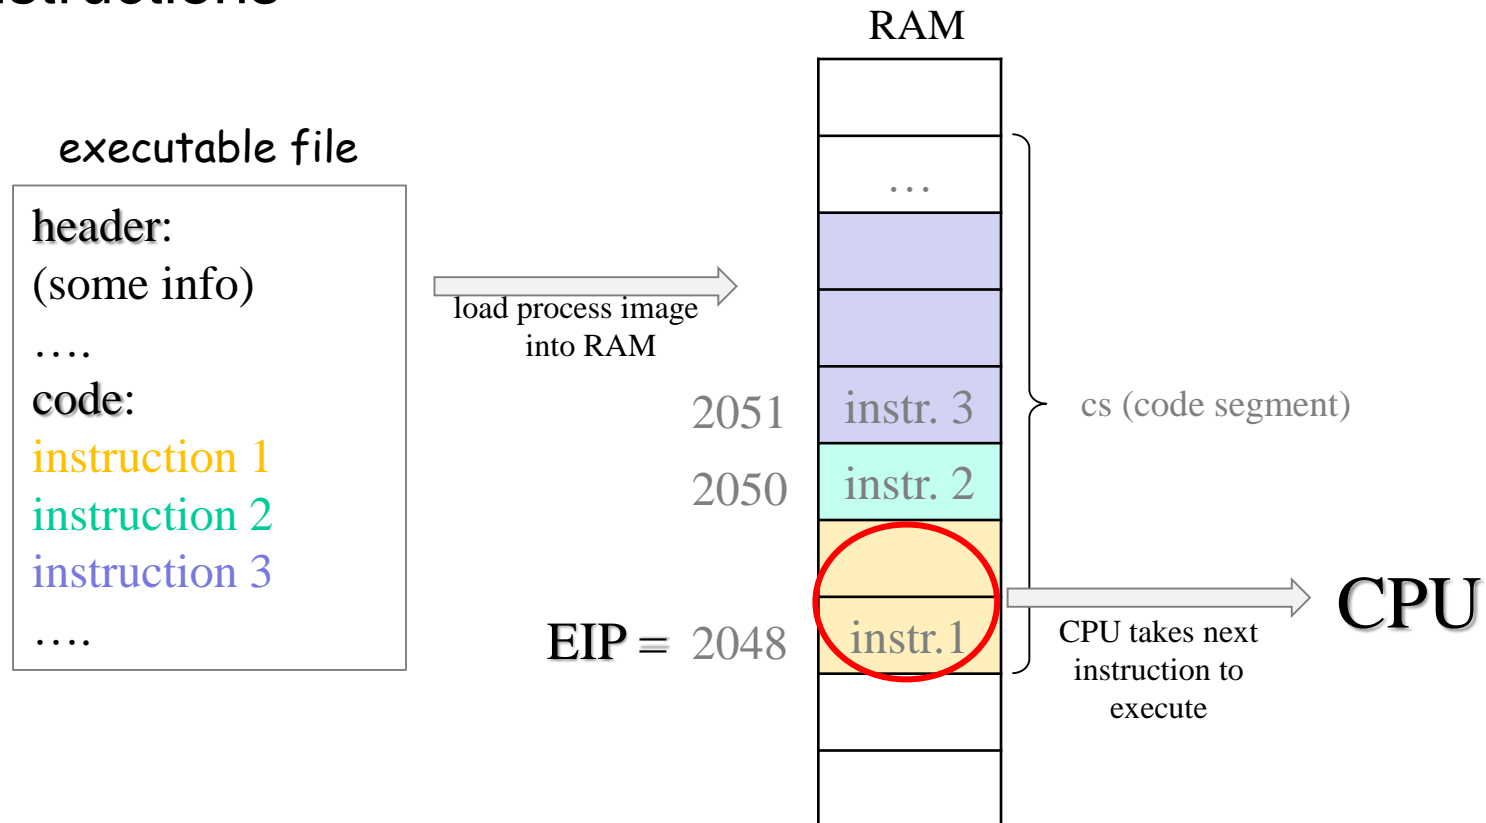 RAM
executable file
header:
(some info)
….
code:
instruction 1
instruction 2
instruction 3
….
load process image
into RAM
…
2051 instr. 3
2050 instr. 2
EIP = 2048 instr.1
cs (code segment)
CPU takes next
instruction to
execute
CPU